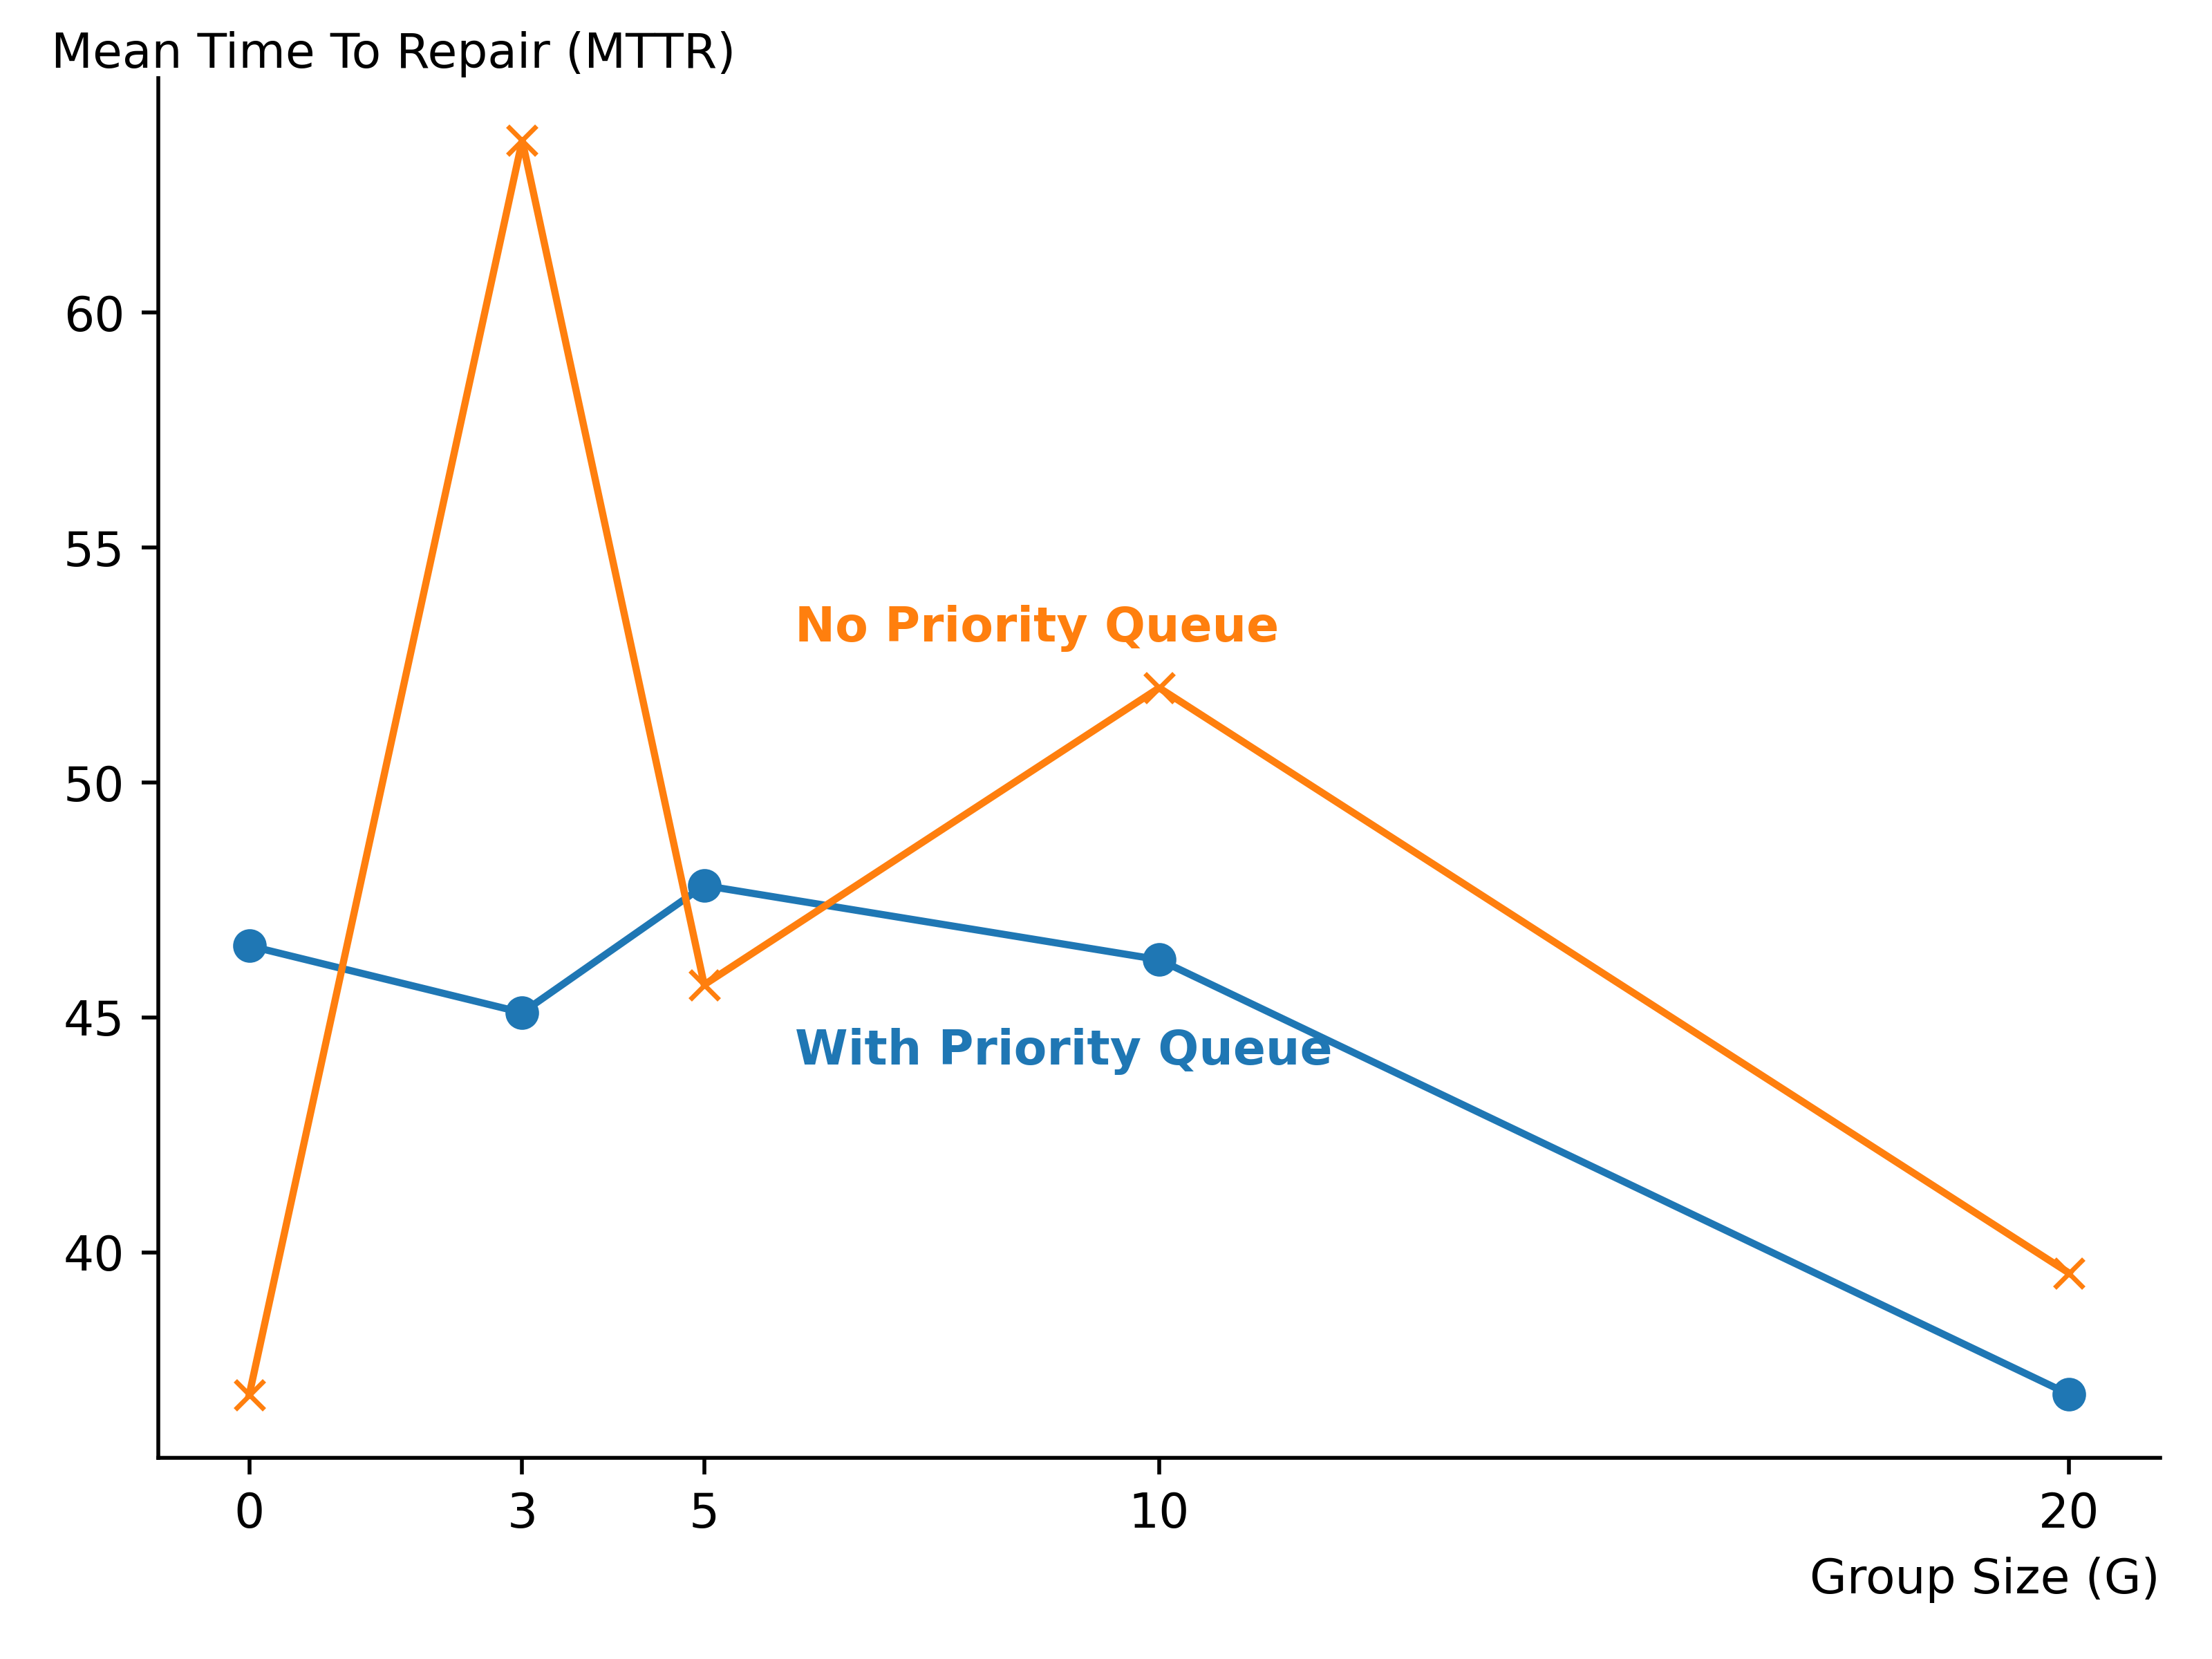 Mean Time To Repair (MTTR)
60
55
No Priority Queue
50
45
With Priority Queue
40
0 3 5 10 20
Group Size (G)